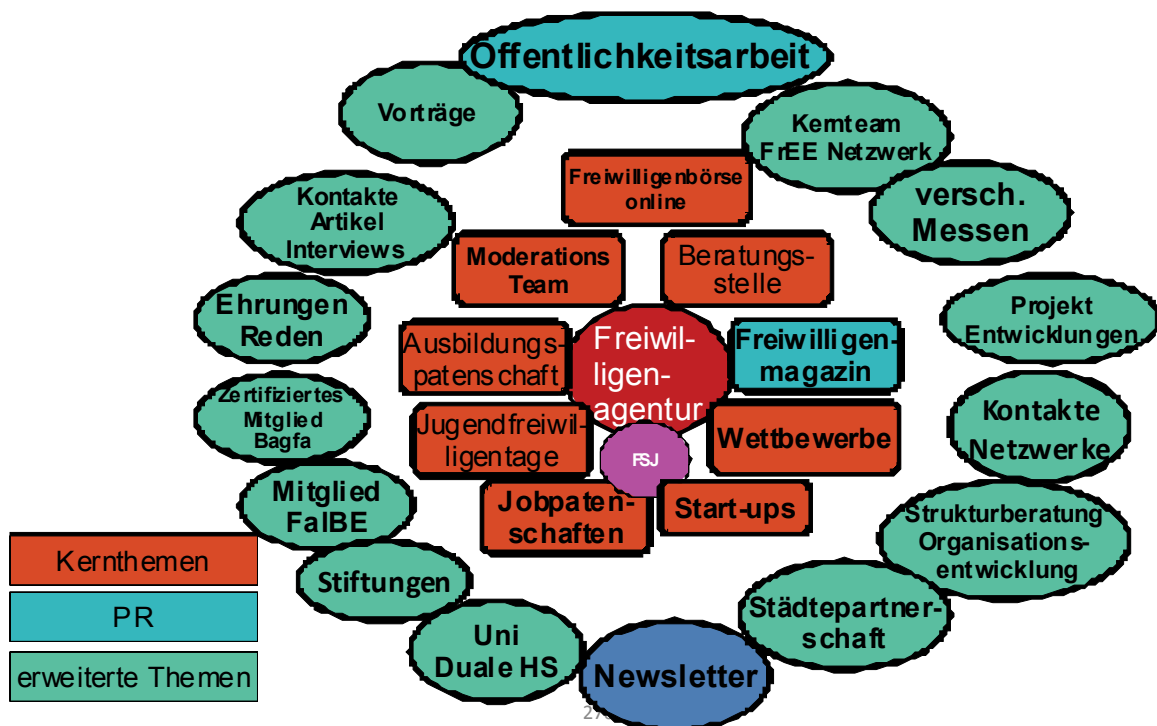 Öffentlichkeitsarbeit
Vorträge
Kernteam
FrEE Netzwerk
Freiwilligenbörse
online
versch.
Messen
Kontakte
Artikel
Interviews
Moderations
Team
Beratungs-
stelle
Ehrungen
Reden
Projekt
Entwicklungen
Ausbildungs-
patenschaft
Freiwil-
ligen-
agentur
Freiwilligen-
magazin
Zertifiziertes
Mitglied
Bagfa
Kontakte
Netzwerke
Jugendfreiwil-
ligentage
FSJ
Wettbewerbe
Mitglied
FalBE
Jobpaten-
schaften
Start-ups
Strukturberatung
Organisations-
entwicklung
Kernthemen
Stiftungen
Städtepartner-
schaft
PR
Uni
Duale HS
Newsletter
erweiterte Themen